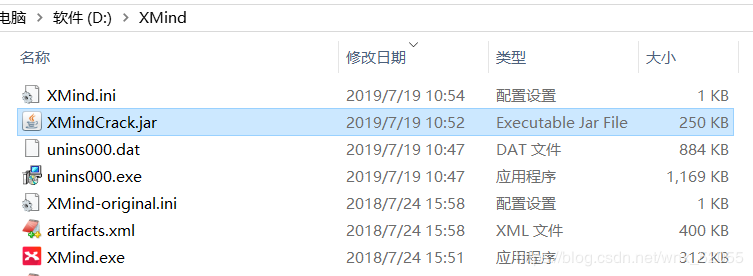 电脑 › 软件 (D:) › XMind
名称 修改日期 类型 大小
XMind.ini 2019/7/19 10:54 配置设置 1 KB
XMindCrack.jar 2019/7/19 10:52 Executable Jar File 250 KB
unins000.dat 2019/7/19 10:47 DAT 文件 884 KB
unins000.exe 2019/7/19 10:47 应用程序 1,169 KB
XMind-original.ini 2018/7/24 15:58 配置设置 1 KB
artifacts.xml 2018/7/24 15:58 XML 文件 400 KB
XMind.exe 2018/7/24 15:51 应用程序 312 KB